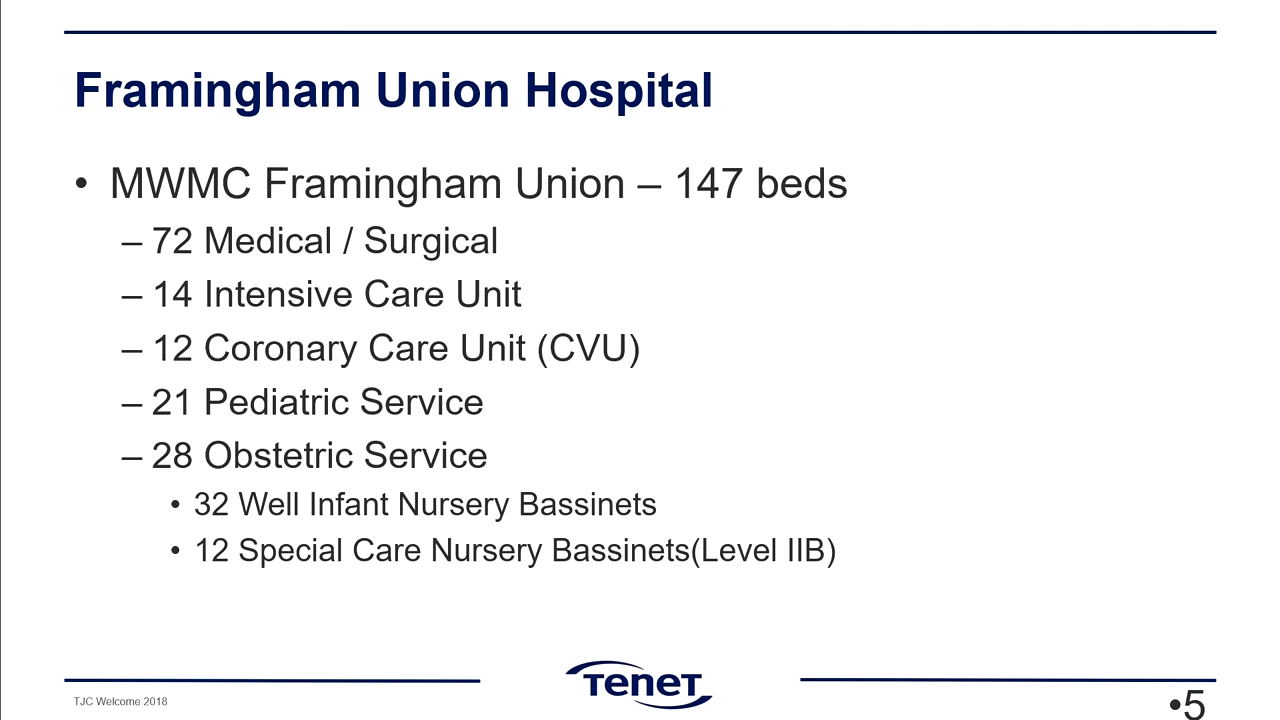 Framingham Union Hospital
• MWMC Framingham Union – 147 beds
– 72 Medical / Surgical
– 14 Intensive Care Unit
– 12 Coronary Care Unit (CVU)
– 21 Pediatric Service
– 28 Obstetric Service
• 32 Well Infant Nursery Bassinets
• 12 Special Care Nursery Bassinets(Level IIB)
TJC Welcome 2018
TENET
•5